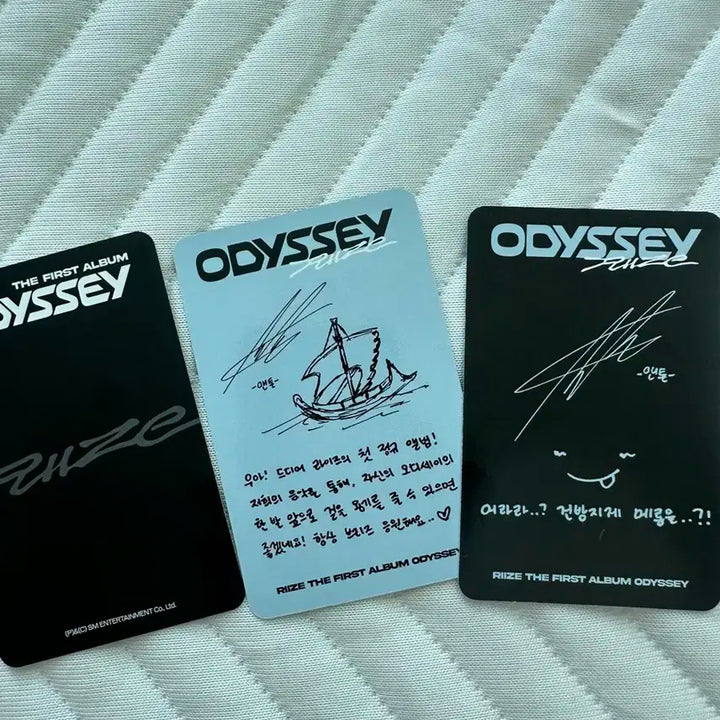 THE FIRST ALBUM
DYSSEY
RIIZE
(P)&(C) SM ENTERTAINMENT Co., Ltd.
ODYSSEY
RIIZE
-앤톤-
우아! 드디어 라이즈의 첫 정규 앨범!
저희의 음악을 통해, 자신의 오디세이의
한 발 앞으로 걸을 용기를 줄 수 있으면
좋겠네요! 항상 브리즈 응원해요..♡
RIIZE THE FIRST ALBUM ODYSSEY
ODYSSEY
RIIZE
-앤톤-
어라라..? 건방지게 메롱을..?!
RIIZE THE FIRST ALBUM ODYSSEY